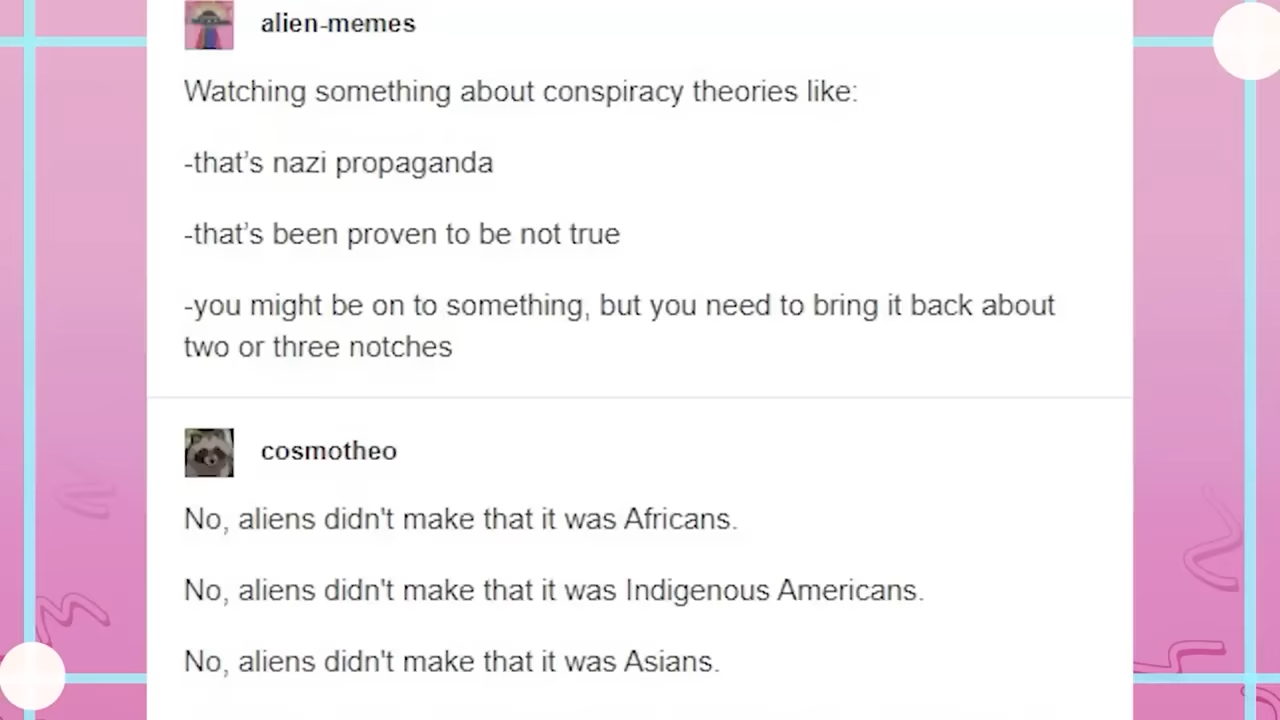 alien-memes
Watching something about conspiracy theories like:
-that’s nazi propaganda
-that’s been proven to be not true
-you might be on to something, but you need to bring it back about
two or three notches
cosmotheo
No, aliens didn't make that it was Africans.
No, aliens didn't make that it was Indigenous Americans.
No, aliens didn't make that it was Asians.